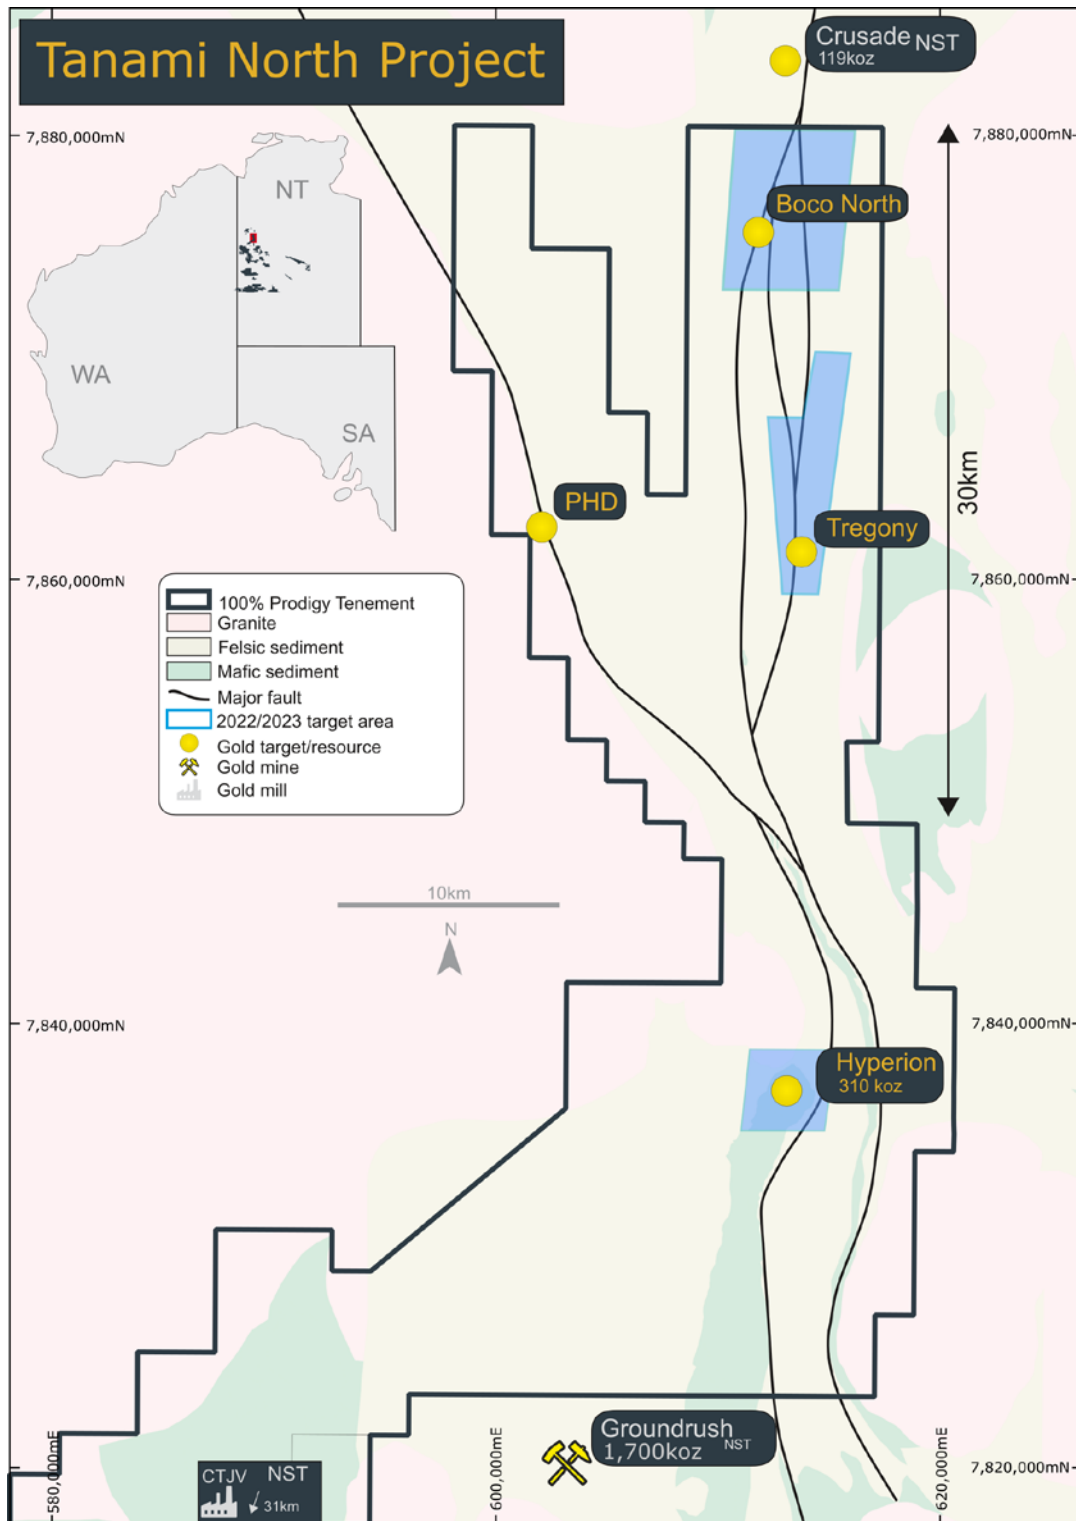 Tanami North Project
Crusade NST
119koz
7,880,000mN
7,880,000mN
NT
WA
SA
Boco North
30km
PHD
Tregony
7,860,000mN
7,860,000mN
100% Prodigy Tenement
Granite
Felsic sediment
Mafic sediment
Major fault
2022/2023 target area
Gold target/resource
Gold mine
Gold mill
10km
N
7,840,000mN
7,840,000mN
Hyperion
310 koz
Groundrush
1,700koz NST
CTJV NST
31km
7,820,000mN
580,000mE
600,000mE
620,000mE